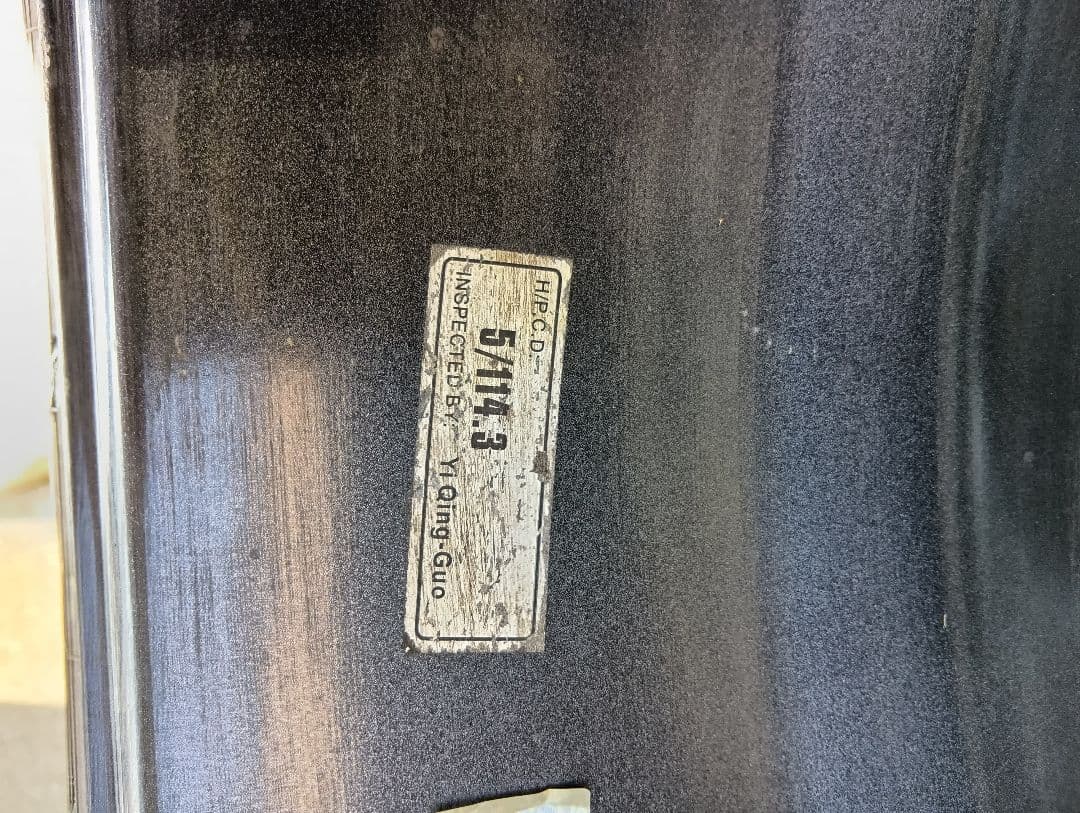 H/P.C.D
5/114.3
INSPECTED BY: Yi Qing-Guo